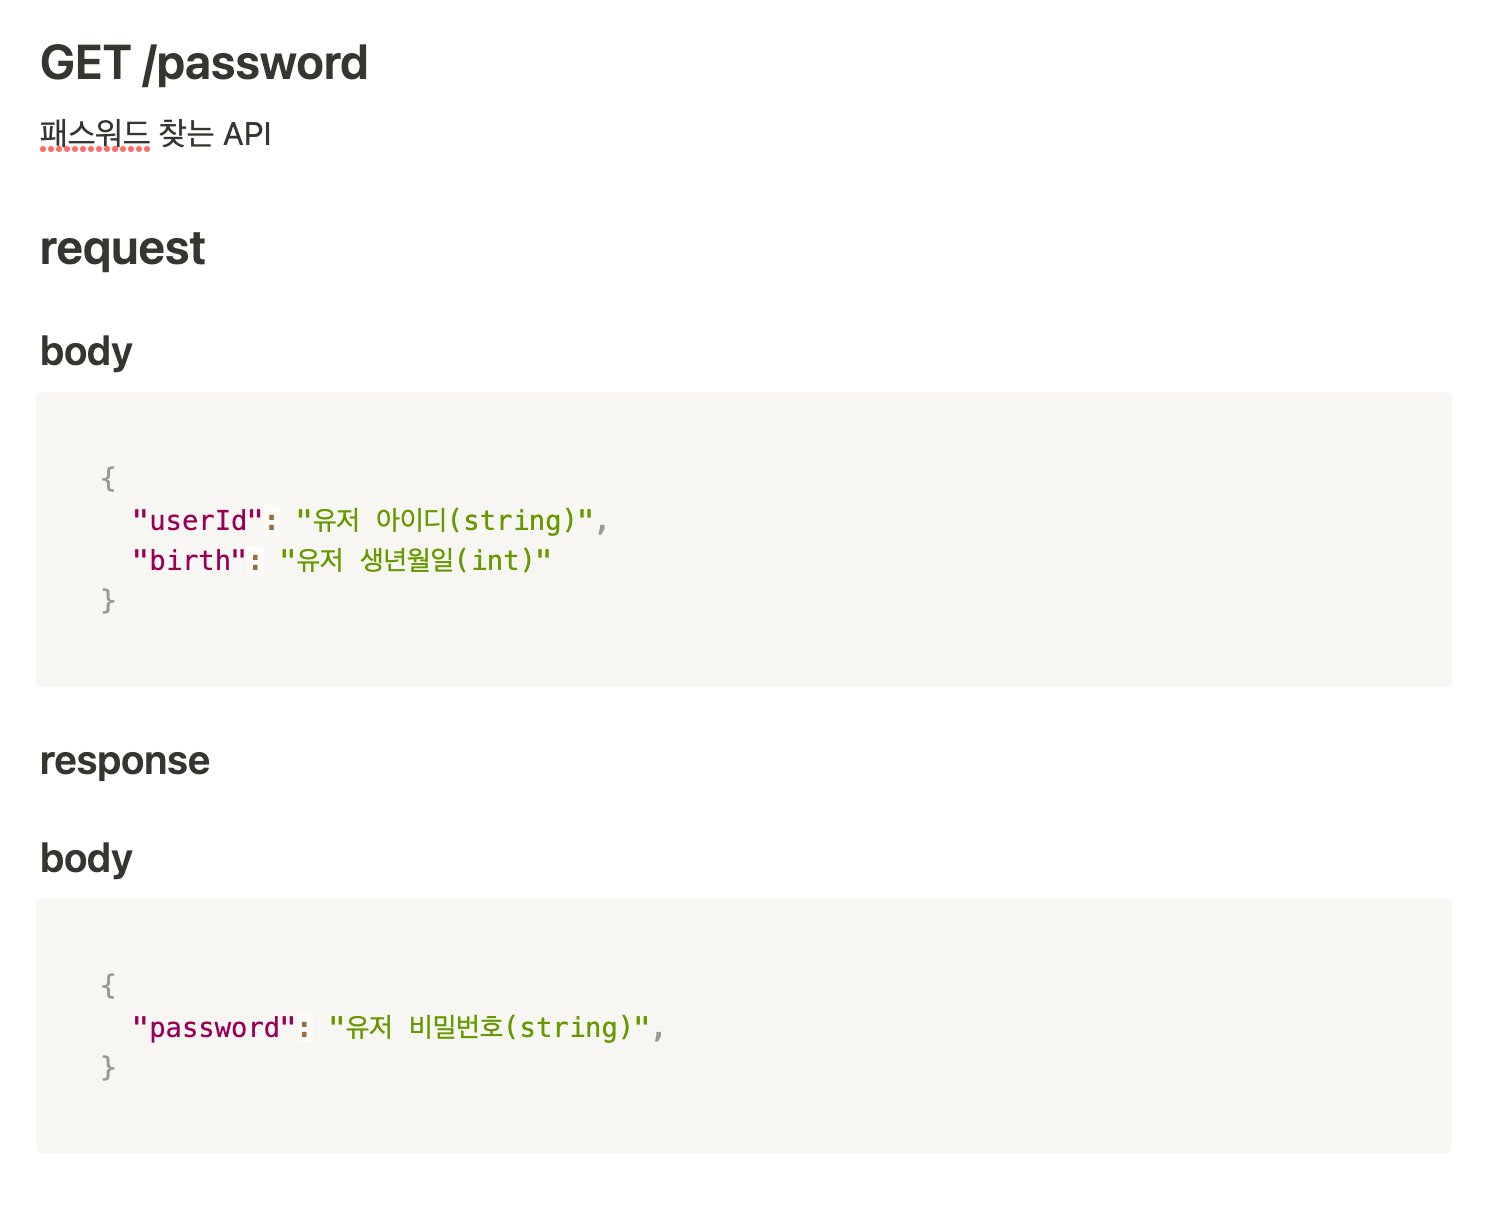 GET /password
패스워드 찾는 API
request
body
{
"userId": "유저 아이디(string)",
"birth": "유저 생년월일(int)"
}
response
body
{
"password": "유저 비밀번호(string)",
}